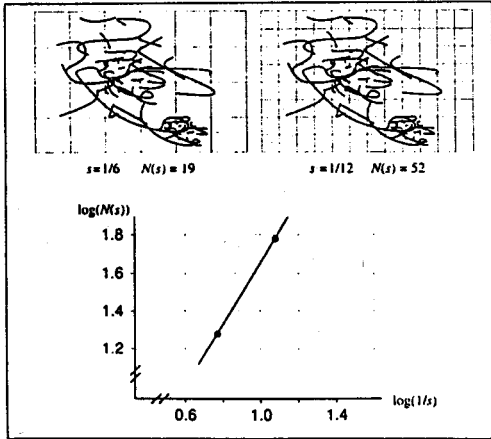 s = 1/6 N(s) = 19
s = 1/12 N(s) = 52
log(N(s))
1.8
1.6
1.4
1.2
0.6 1.0 1.4
log(1/s)